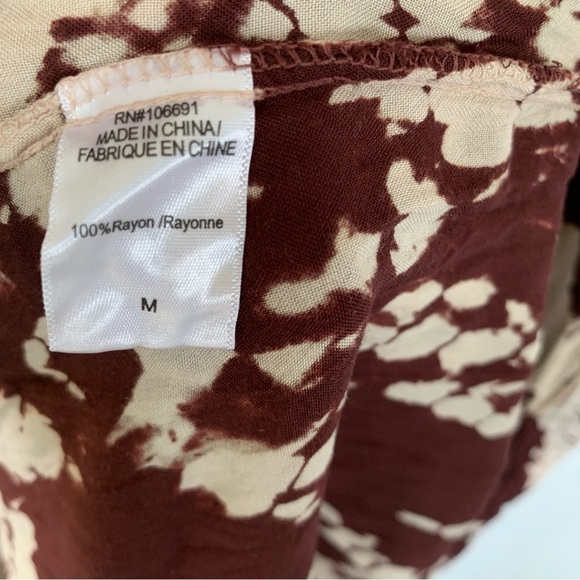 RN#106691
MADE IN CHINA/
FABRIQUE EN CHINE
100%Rayon /Rayonne
M